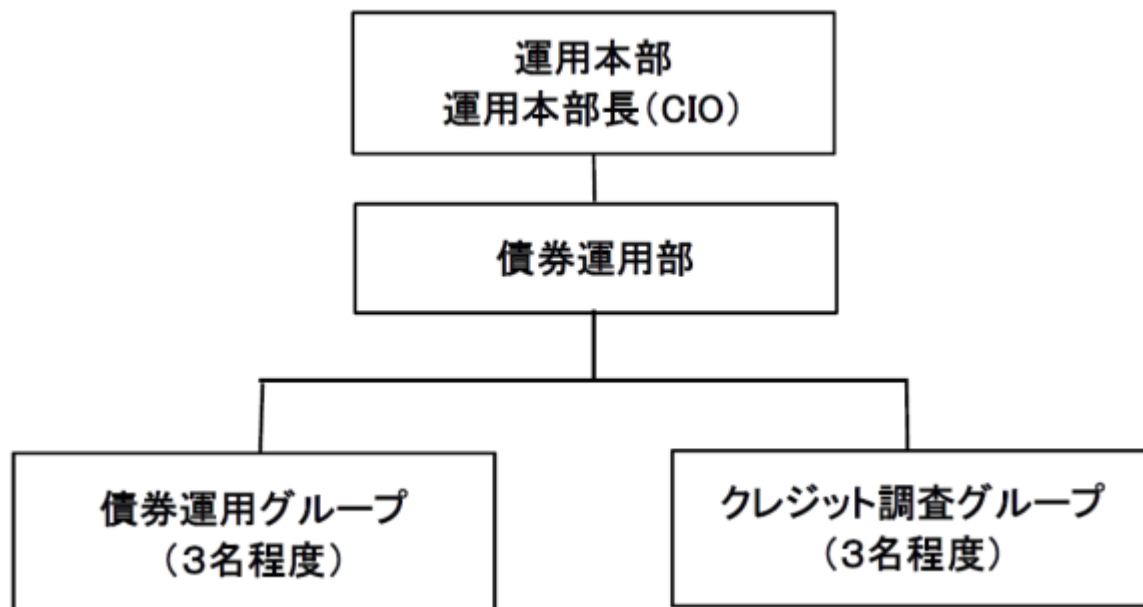 運用本部
運用本部長(CIO)
債券運用部
債券運用グループ
(3名程度)
クレジット調査グループ
(3名程度)